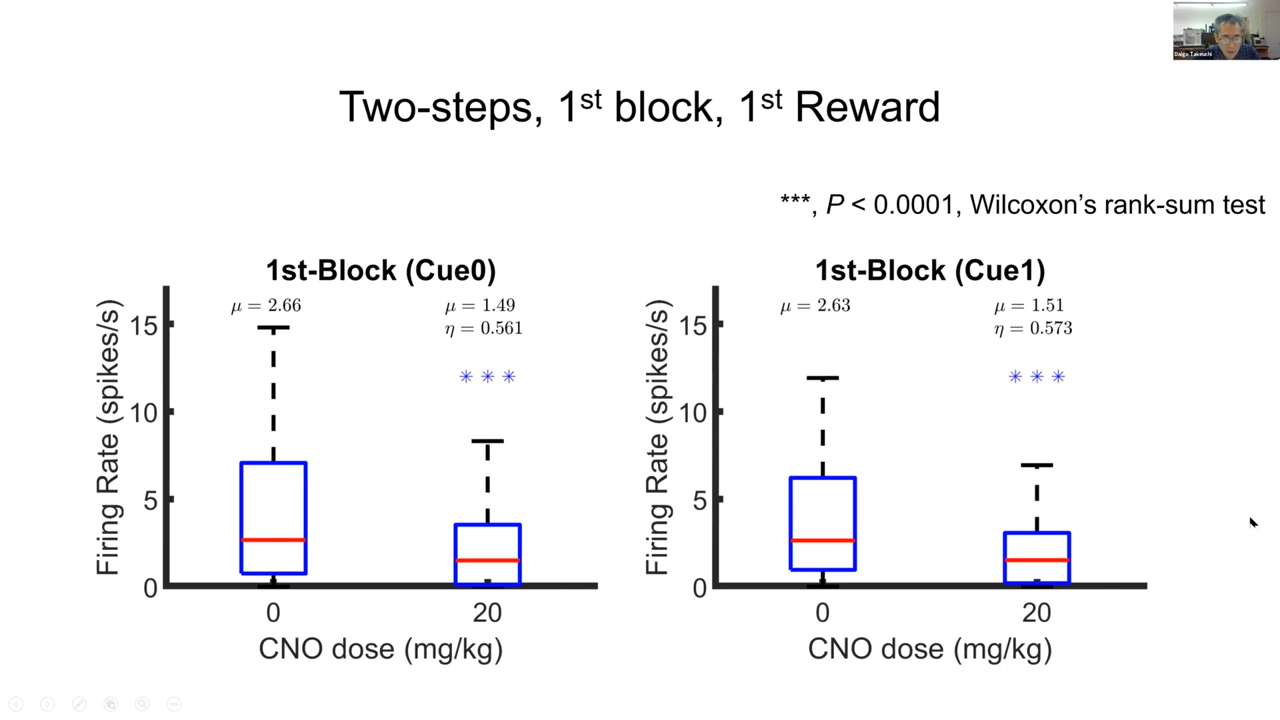 Daigo Takeuchi
Two-steps, 1st block, 1st Reward
***, P < 0.0001, Wilcoxon's rank-sum test
1st-Block (Cue0)
μ = 2.66
μ = 1.49
η = 0.561
∗ ∗ ∗
Firing Rate (spikes/s)
15
10
5
0
0
20
CNO dose (mg/kg)
1st-Block (Cue1)
μ = 2.63
μ = 1.51
η = 0.573
∗ ∗ ∗
Firing Rate (spikes/s)
15
10
5
0
0
20
CNO dose (mg/kg)